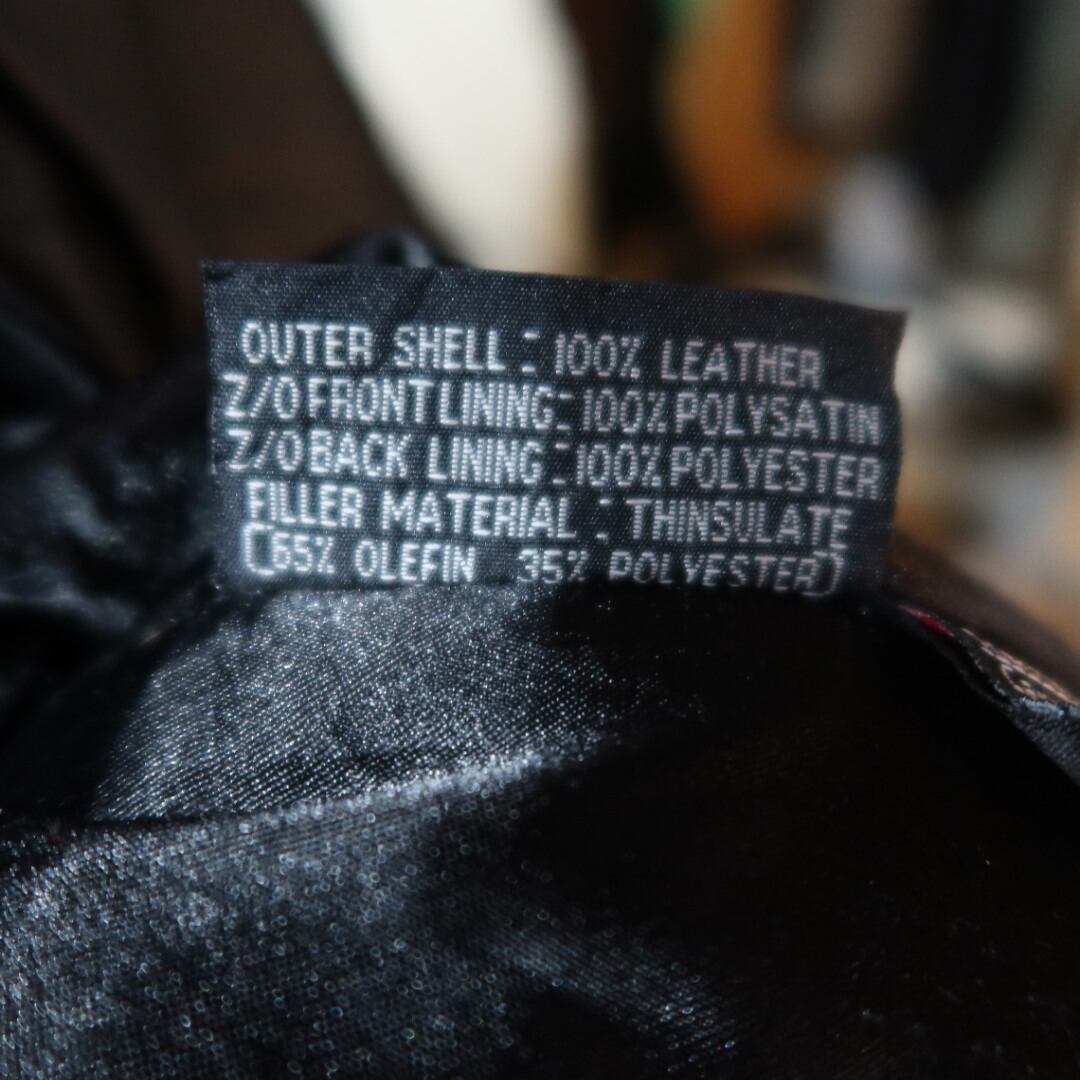 OUTER SHELL : 100% LEATHER
Z/O FRONT LINING : 100% POLYSATIN
Z/O BACK LINING : 100% POLYESTER
FILLER MATERIAL : THINSULATE
(65% OLEFIN 35% POLYESTER)